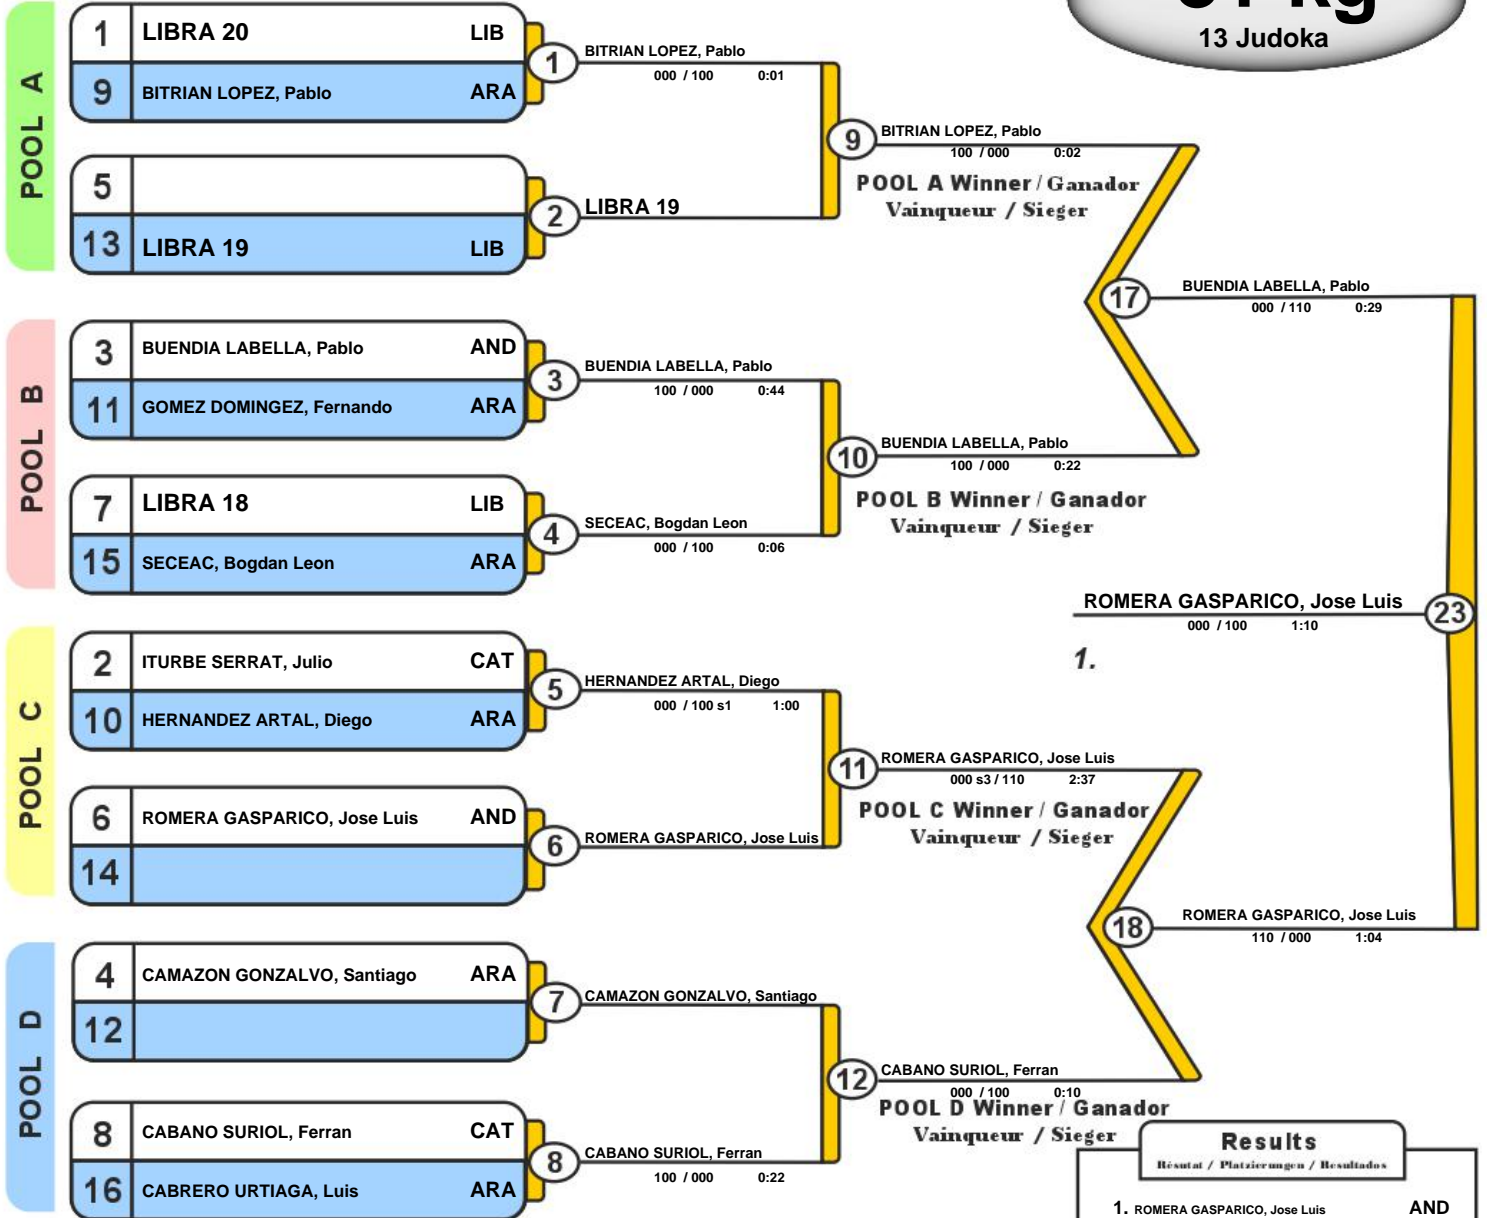 13 Judoka
POOL A
1 LIBRA 20 LIB
9 BITRIAN LOPEZ, Pablo ARA
1
BITRIAN LOPEZ, Pablo
000 / 100 0:01
5
13 LIBRA 19 LIB
2
LIBRA 19
9
BITRIAN LOPEZ, Pablo
100 / 000 0:02
POOL A Winner / Ganador
Vainqueur / Sieger
POOL B
3 BUENDIA LABELLA, Pablo AND
11 GOMEZ DOMINGEZ, Fernando ARA
3
BUENDIA LABELLA, Pablo
100 / 000 0:44
7 LIBRA 18 LIB
15 SECEAC, Bogdan Leon ARA
4
SECEAC, Bogdan Leon
000 / 100 0:06
10
BUENDIA LABELLA, Pablo
100 / 000 0:22
POOL B Winner / Ganador
Vainqueur / Sieger
17
BUENDIA LABELLA, Pablo
000 / 110 0:29
ROMERA GASPARICO, Jose Luis
23
000 / 100 1:10
1.
POOL C
2 ITURBE SERRAT, Julio CAT
10 HERNANDEZ ARTAL, Diego ARA
5
HERNANDEZ ARTAL, Diego
000 / 100 s1 1:00
6 ROMERA GASPARICO, Jose Luis AND
14
6
ROMERA GASPARICO, Jose Luis
11
ROMERA GASPARICO, Jose Luis
000 s3 / 110 2:37
POOL C Winner / Ganador
Vainqueur / Sieger
18
ROMERA GASPARICO, Jose Luis
110 / 000 1:04
POOL D
4 CAMAZON GONZALVO, Santiago ARA
12
7
CAMAZON GONZALVO, Santiago
8 CABANO SURIOL, Ferran CAT
16 CABRERO URTIAGA, Luis ARA
8
CABANO SURIOL, Ferran
100 / 000 0:22
12
CABANO SURIOL, Ferran
000 / 100 0:10
POOL D Winner / Ganador
Vainqueur / Sieger
Results
Résutat / Platzierungen / Resultados
1. ROMERA GASPARICO, Jose Luis AND